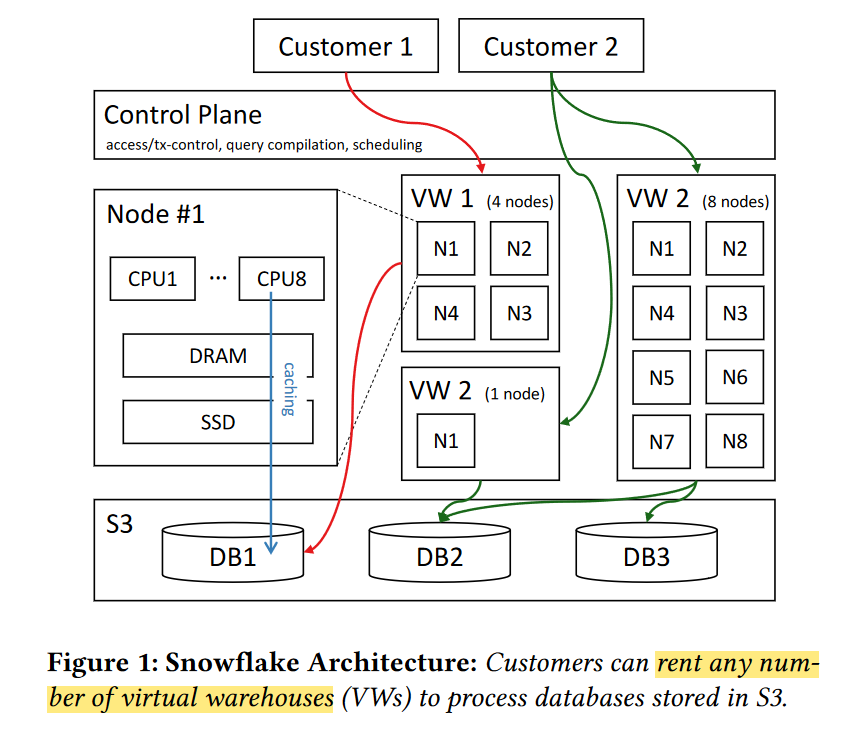 Customer 1
Customer 2
Control Plane
access/tx-control, query compilation, scheduling
Node #1
CPU1
...
CPU8
DRAM
SSD
caching
VW 1 (4 nodes)
N1
N2
N4
N3
VW 2 (1 node)
N1
VW 2 (8 nodes)
N1
N2
N4
N3
N5
N6
N7
N8
S3
DB1
DB2
DB3
Figure 1: Snowflake Architecture: Customers can rent any num-
ber of virtual warehouses (VWs) to process databases stored in S3.